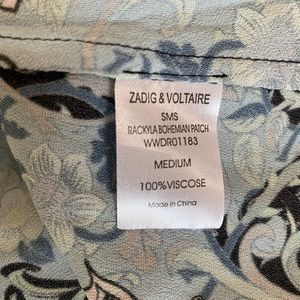 ZADIG & VOLTAIRE
SMS
RACKYLA BOHEMIAN PATCH
WWDR01183
MEDIUM
100%VISCOSE
Made in China